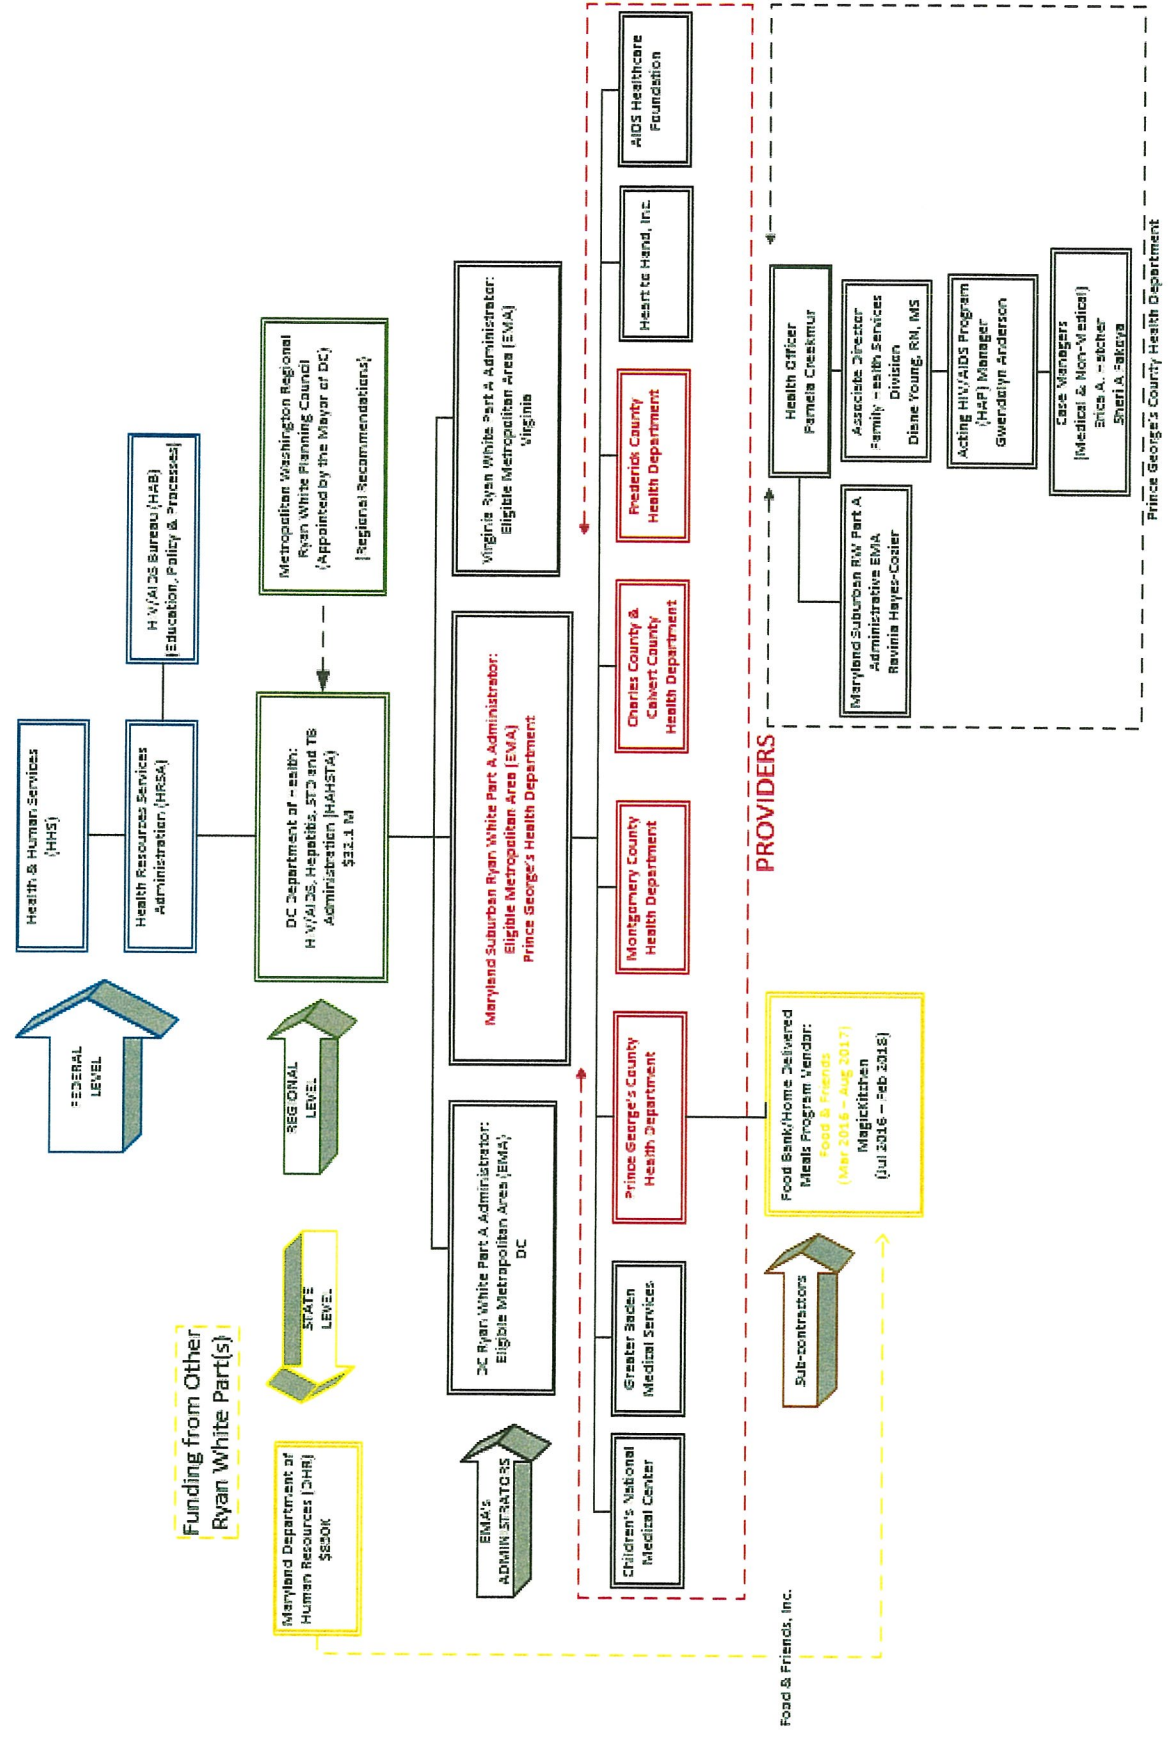 Health & Human Services
(HHS)
Health Resources Services
Administration (HRSA)
HIV/AIDS Bureau (HAB)
[Education, Policy & Processes]
FEDERAL
LEVEL
DC Department of Health:
HIV/AIDS, Hepatitis, STD and TB
Administration [HAHSTA]
$32.1 M
Metropolitan Washington Regional
Ryan White Planning Council
(Appointed by the Mayor of DC)
[Regional Recommendations]
REGIONAL
LEVEL
STATE
LEVEL
Funding from Other
Ryan White Part(s)
Maryland Department of
Human Resources [DHR]
EMA's
ADMINISTRATORS
DC Ryan White Part A Administrator:
Eligible Metropolitan Area (EMA)
DC
Maryland Suburban Ryan White Part A Administrator:
Eligible Metropolitan Area [EMA]
Prince George's Health Department
Virginia Ryan White Part A Administrator:
Eligible Metropolitan Area [EMA]
Virginia
Children's National
Medical Center
Greater Baden
Medical Services
Prince George's County
Health Department
Montgomery County
Health Department
Charles County &
Calvert County
Health Department
Frederick County
Health Department
Heart to Hand, Inc.
AIDS Healthcare
Foundation
PROVIDERS
Sub-contractors
Food Bank/Home Delivered
Meals Program Vendor:
Food & Friends
(Mar 2016 – Aug 2017)
MagicKitchen
(Jul 2016 – Feb 2018)
Food & Friends, Inc.
Health Officer
Pamela Creekmur
Maryland Suburban RW Part A
Administrative EMA
Ravinia Hayes-Cozier
Associate Director
Family Health Services
Division
Diane Young, RN, MS
Acting HIV/AIDS Program
(HAP) Manager
Gwendolyn Anderson
Case Managers
[Medical & Non-Medical]
Erica A. Hatcher
Sheri A Fakoya
Prince George's County Health Department